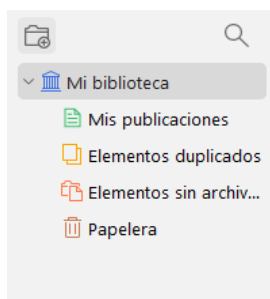 Mi biblioteca
Mis publicaciones
Elementos duplicados
Elementos sin archiv...
Papelera